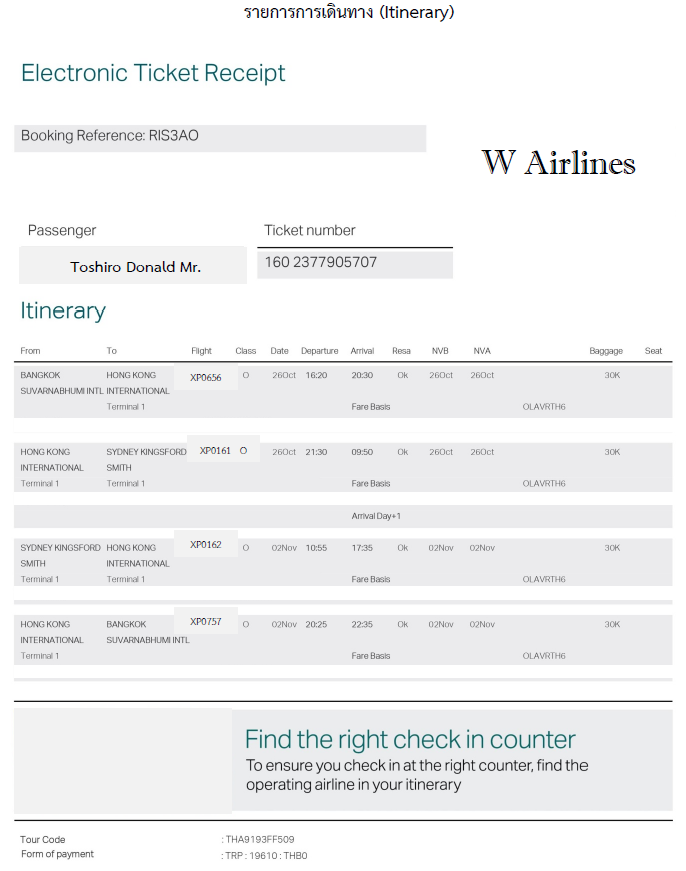 รายการการเดินทาง (Itinerary)
Electronic Ticket Receipt
Booking Reference: RIS3AO
W Airlines
Passenger Ticket number
Toshiro Donald Mr. 160 2377905707
Itinerary
From To Flight Class Date Departure Arrival Resa NVB NVA Baggage Seat
BANGKOK HONG KONG XP0656 O 26Oct 16:20 20:30 Ok 26Oct 26Oct 30K
SUVARNABHUMI INTL INTERNATIONAL
Terminal 1 Fare Basis OLAVRTH6
HONG KONG SYDNEY KINGSFORD XP0161 O 26Oct 21:30 09:50 Ok 26Oct 26Oct 30K
INTERNATIONAL SMITH
Terminal 1 Terminal 1 Fare Basis OLAVRTH6
Arrival Day+1
SYDNEY KINGSFORD HONG KONG XP0162 O 02Nov 10:55 17:35 Ok 02Nov 02Nov 30K
SMITH INTERNATIONAL
Terminal 1 Terminal 1 Fare Basis OLAVRTH6
HONG KONG BANGKOK XP0757 O 02Nov 20:25 22:35 Ok 02Nov 02Nov 30K
INTERNATIONAL SUVARNABHUMI INTL
Terminal 1 Fare Basis OLAVRTH6
Find the right check in counter
To ensure you check in at the right counter, find the
operating airline in your itinerary
Tour Code : THA9193FF509
Form of payment : TRP : 19610 : THB0